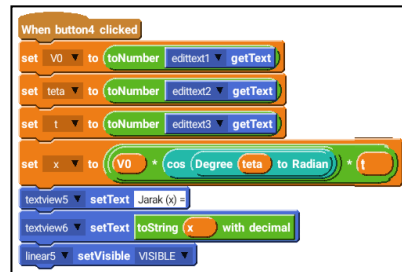 When button4 clicked
set V0 ▼ to toNumber edittext1 ▼ getText
set teta ▼ to toNumber edittext2 ▼ getText
set t ▼ to toNumber edittext3 ▼ getText
set x ▼ to V0 * cos Degree teta to Radian * t
textview5 ▼ setText Jarak (x) =
textview6 ▼ setText toString x with decimal
linear5 ▼ setVisible VISIBLE ▼